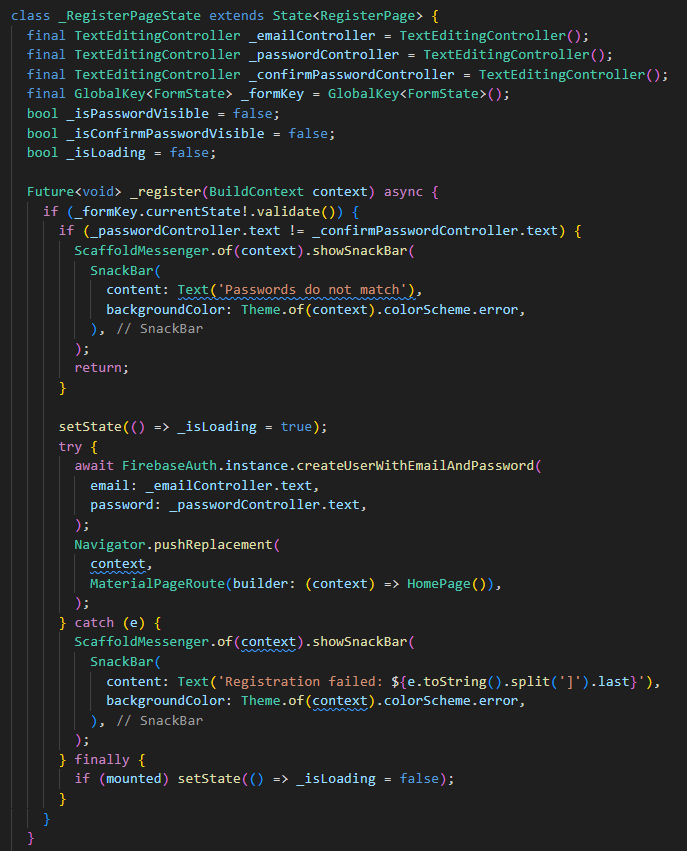 class _RegisterPageState extends State<RegisterPage> {
  final TextEditingController _emailController = TextEditingController();
  final TextEditingController _passwordController = TextEditingController();
  final TextEditingController _confirmPasswordController = TextEditingController();
  final GlobalKey<FormState> _formKey = GlobalKey<FormState>();
  bool _isPasswordVisible = false;
  bool _isConfirmPasswordVisible = false;
  bool _isLoading = false;

  Future<void> _register(BuildContext context) async {
    if (_formKey.currentState!.validate()) {
      if (_passwordController.text != _confirmPasswordController.text) {
        ScaffoldMessenger.of(context).showSnackBar(
          SnackBar(
            content: Text('Passwords do not match'),
            backgroundColor: Theme.of(context).colorScheme.error,
          ), // SnackBar
        );
        return;
      }

      setState(() => _isLoading = true);
      try {
        await FirebaseAuth.instance.createUserWithEmailAndPassword(
          email: _emailController.text,
          password: _passwordController.text,
        );
        Navigator.pushReplacement(
          context,
          MaterialPageRoute(builder: (context) => HomePage()),
        );
      } catch (e) {
        ScaffoldMessenger.of(context).showSnackBar(
          SnackBar(
            content: Text('Registration failed: ${e.toString().split(']').last}'),
            backgroundColor: Theme.of(context).colorScheme.error,
          ), // SnackBar
        );
      } finally {
        if (mounted) setState(() => _isLoading = false);
      }
    }
  }